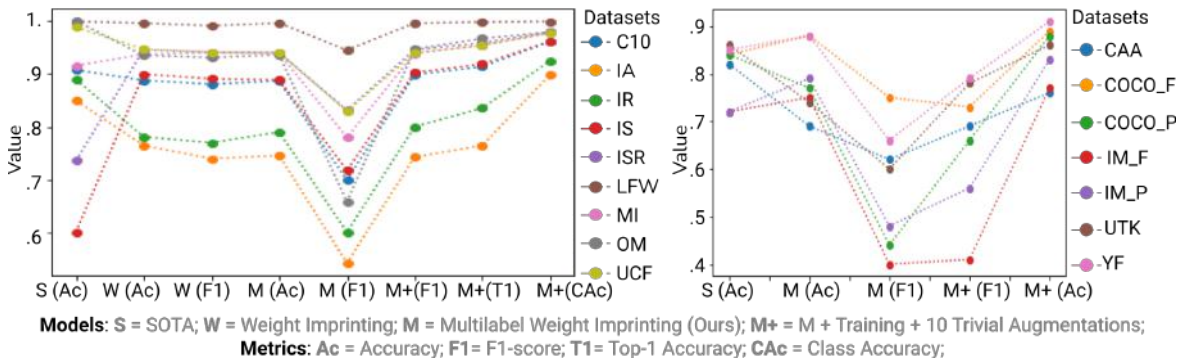 1.
.9
.8
.7
.6
Value
S (Ac) W (Ac) W (F1) M (Ac) M (F1) M+(F1) M+(T1) M+(CAc)
Datasets
C10
IA
IR
IS
ISR
LFW
MI
OM
UCF
.9
.8
.7
.6
.5
.4
Value
S (Ac) M (Ac) M (F1) M+ (F1) M+ (Ac)
Datasets
CAA
COCO_F
COCO_P
IM_F
IM_P
UTK
YF
Models: S = SOTA; W = Weight Imprinting; M = Multilabel Weight Imprinting (Ours); M+ = M + Training + 10 Trivial Augmentations;
Metrics: Ac = Accuracy; F1= F1-score; T1= Top-1 Accuracy; CAc = Class Accuracy;